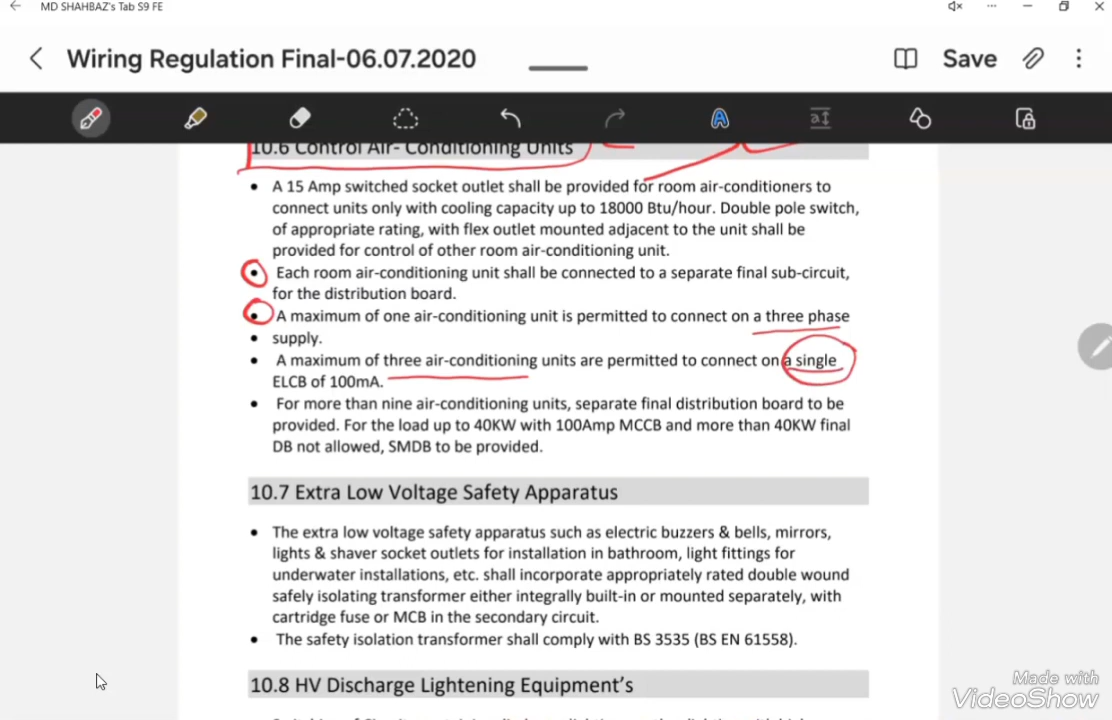 MD SHAHBAZ's Tab S9 FE
Wiring Regulation Final-06.07.2020
Save
10.6 Control Air- Conditioning Units
• A 15 Amp switched socket outlet shall be provided for room air-conditioners to
connect units only with cooling capacity up to 18000 Btu/hour. Double pole switch,
of appropriate rating, with flex outlet mounted adjacent to the unit shall be
provided for control of other room air-conditioning unit.
• Each room air-conditioning unit shall be connected to a separate final sub-circuit,
for the distribution board.
• A maximum of one air-conditioning unit is permitted to connect on a three phase
• supply.
• A maximum of three air-conditioning units are permitted to connect on a single
ELCB of 100mA.
• For more than nine air-conditioning units, separate final distribution board to be
provided. For the load up to 40KW with 100Amp MCCB and more than 40KW final
DB not allowed, SMDB to be provided.
10.7 Extra Low Voltage Safety Apparatus
• The extra low voltage safety apparatus such as electric buzzers & bells, mirrors,
lights & shaver socket outlets for installation in bathroom, light fittings for
underwater installations, etc. shall incorporate appropriately rated double wound
safely isolating transformer either integrally built-in or mounted separately, with
cartridge fuse or MCB in the secondary circuit.
• The safety isolation transformer shall comply with BS 3535 (BS EN 61558).
10.8 HV Discharge Lightening Equipment's
Made with
VideoShow